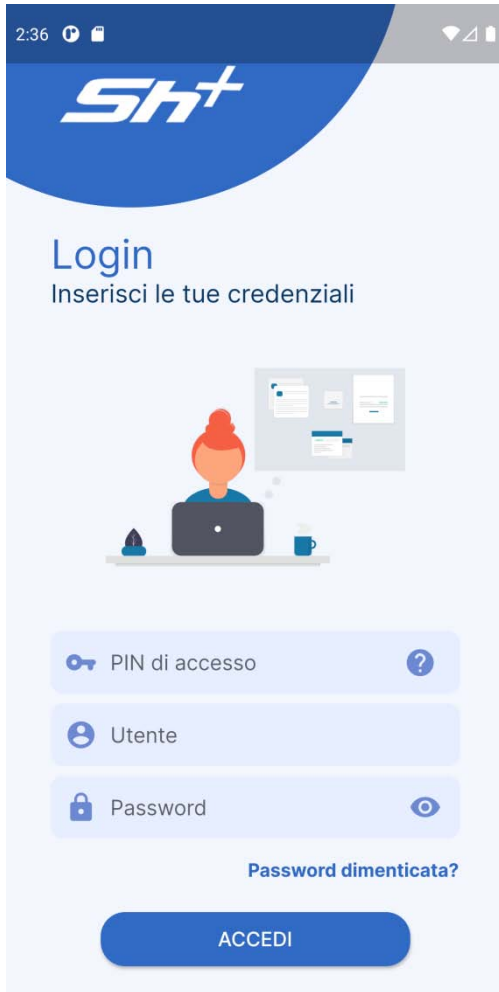 2:36
Sh+
Login
Inserisci le tue credenziali
PIN di accesso
Utente
Password
Password dimenticata?
ACCEDI